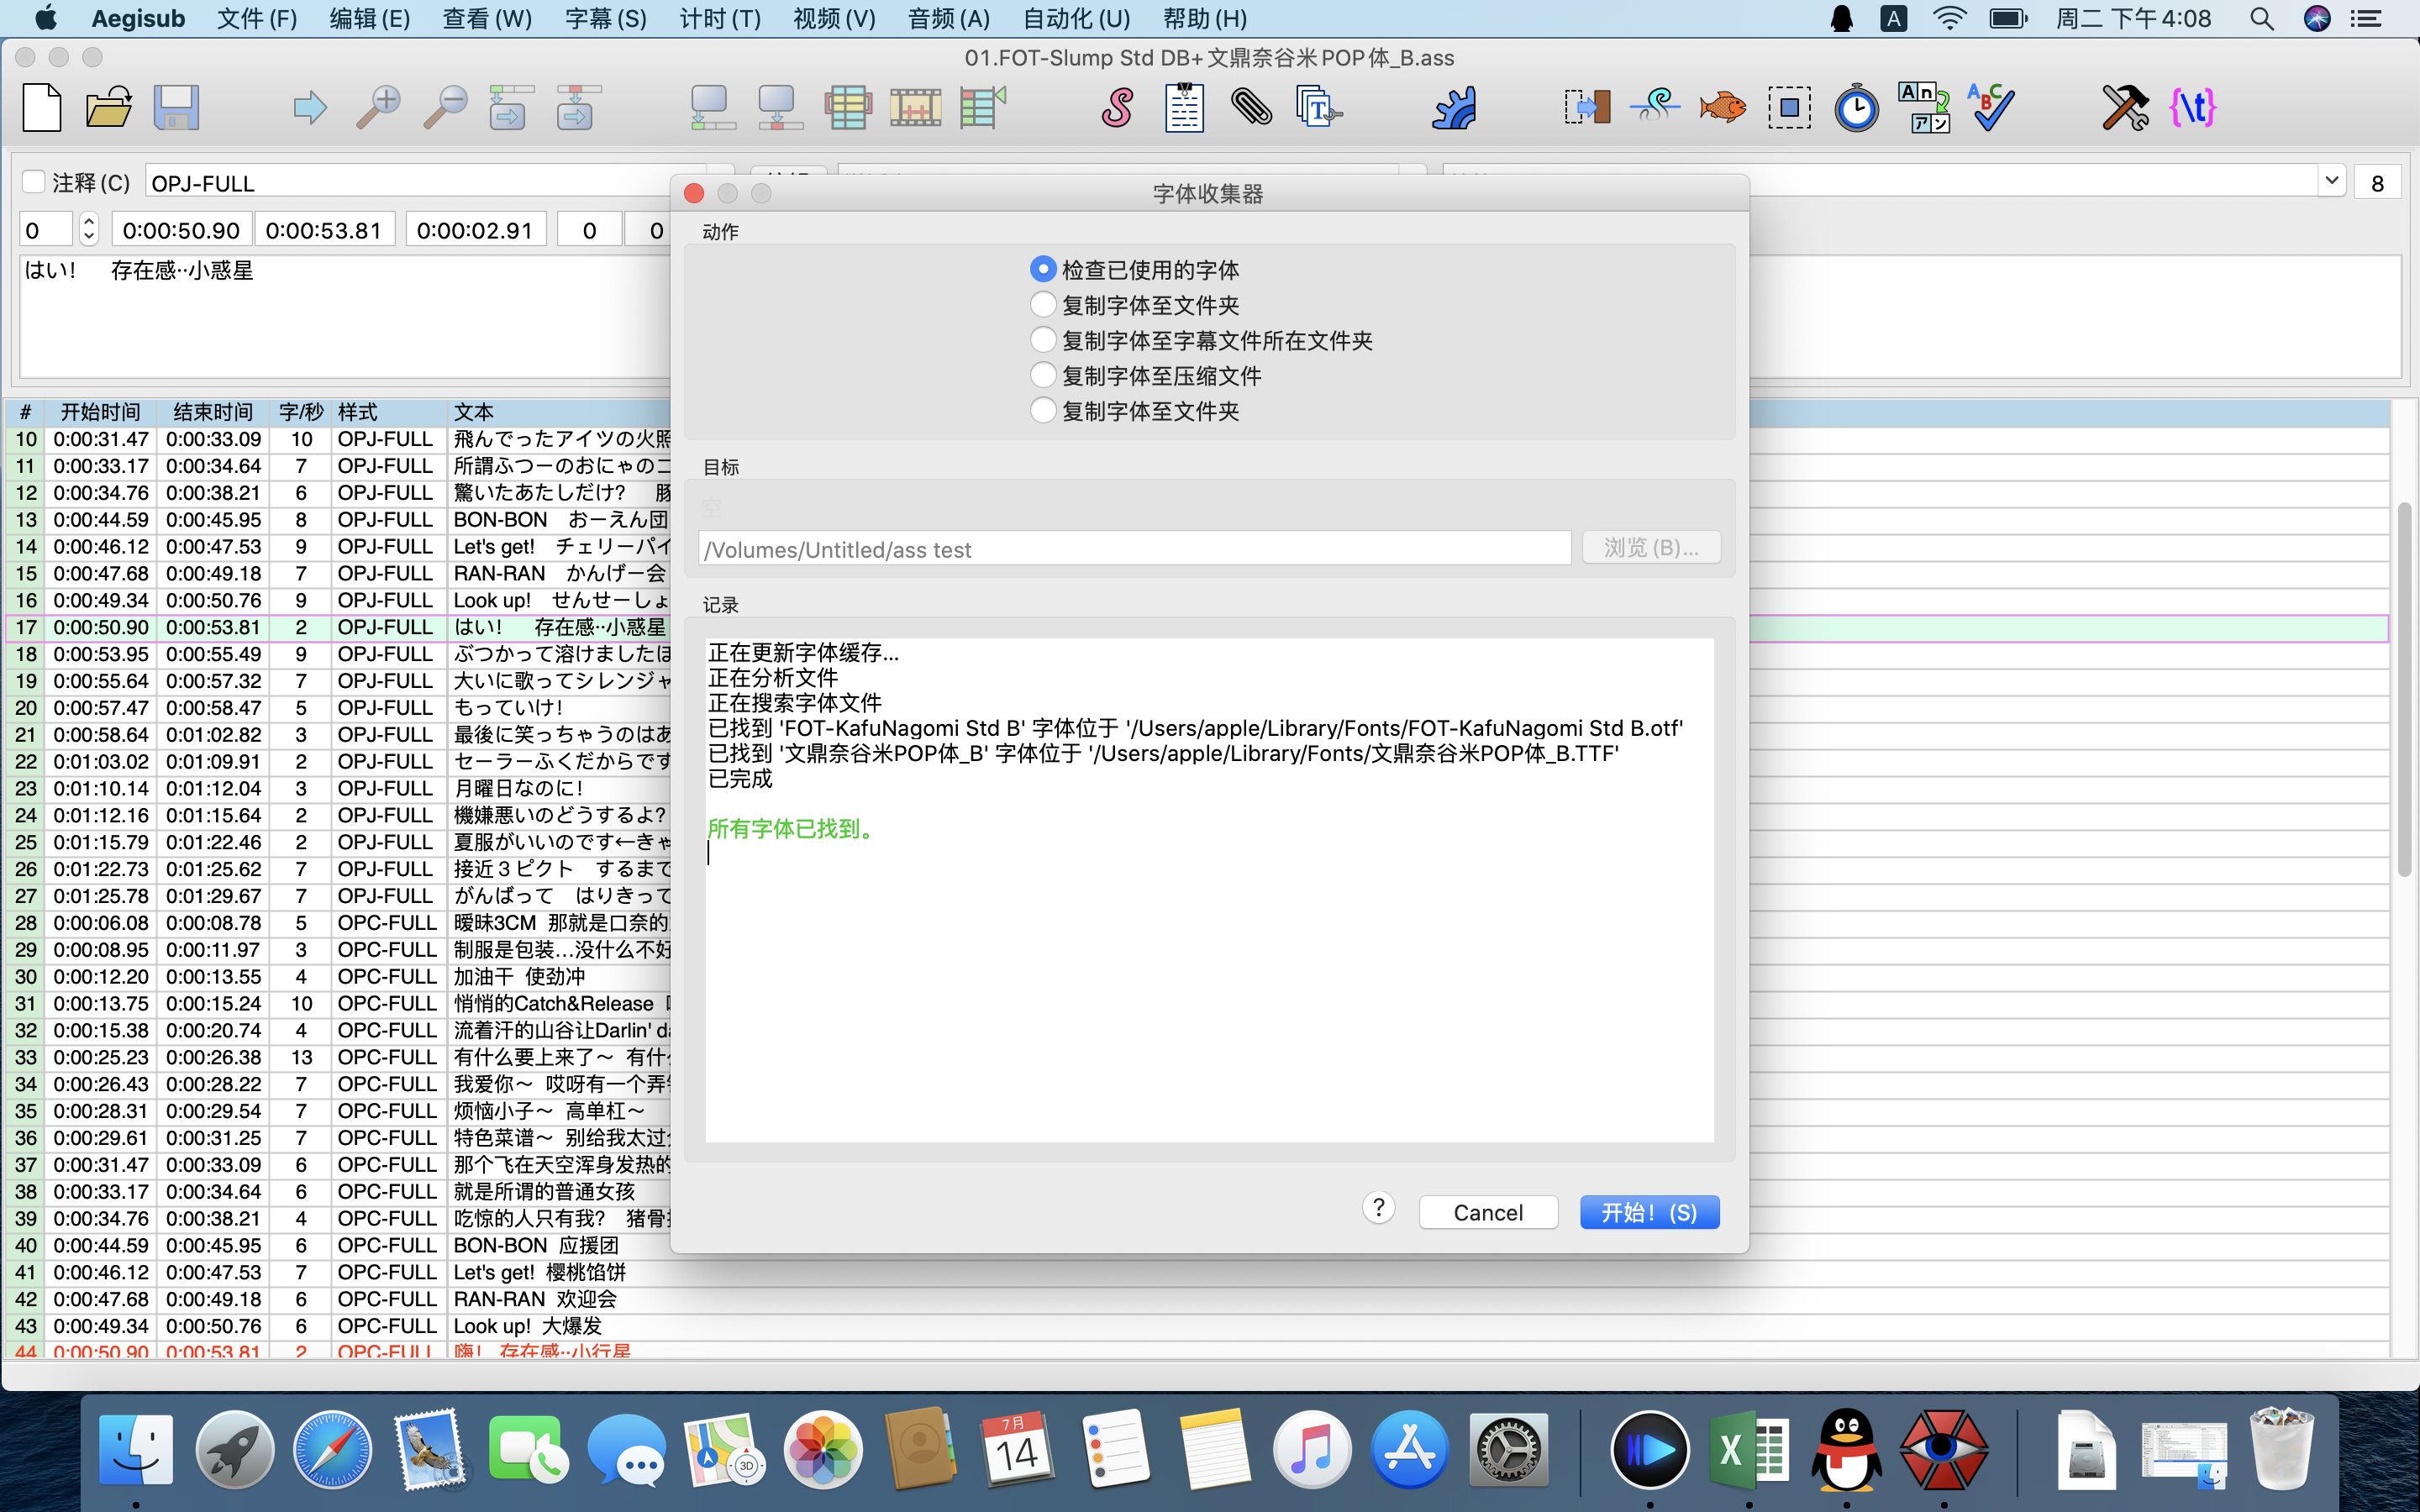 Aegisub 文件 (F) 编辑 (E) 查看 (W) 字幕 (S) 计时 (T) 视频 (V) 音频 (A) 自动化 (U) 帮助 (H) A 周二 下午4:08
01.FOT-Slump Std DB+文鼎奈谷米POP体_B.ass
注释 (C) OPJ-FULL 8
0 0:00:50.90 0:00:53.81 0:00:02.91 0 0
はい！ 存在感··小惑星
字体收集器
动作
检查已使用的字体
复制字体至文件夹
复制字体至字幕文件所在文件夹
复制字体至压缩文件
复制字体至文件夹
目标
空
/Volumes/Untitled/ass test 浏览 (B)...
记录
正在更新字体缓存...
正在分析文件
正在搜索字体文件
已找到 'FOT-KafuNagomi Std B' 字体位于 '/Users/apple/Library/Fonts/FOT-KafuNagomi Std B.otf'
已找到 '文鼎奈谷米POP体_B' 字体位于 '/Users/apple/Library/Fonts/文鼎奈谷米POP体_B.TTF'
已完成
所有字体已找到。
? Cancel 开始！(S)
# 开始时间 结束时间 字/秒 样式 文本
10 0:00:31.47 0:00:33.09 10 OPJ-FULL 飛んでったアイツの火照
11 0:00:33.17 0:00:34.64 7 OPJ-FULL 所謂ふつーのおにゃのコ
12 0:00:34.76 0:00:38.21 6 OPJ-FULL 驚いたあたしだけ？ 豚
13 0:00:44.59 0:00:45.95 8 OPJ-FULL BON-BON おーえん団
14 0:00:46.12 0:00:47.53 9 OPJ-FULL Let's get! チェリーパイ
15 0:00:47.68 0:00:49.18 7 OPJ-FULL RAN-RAN かんげー会
16 0:00:49.34 0:00:50.76 9 OPJ-FULL Look up! せんせーしょ
17 0:00:50.90 0:00:53.81 2 OPJ-FULL はい！ 存在感··小惑星
18 0:00:53.95 0:00:55.49 9 OPJ-FULL ぶつかって溶けましたほ
19 0:00:55.64 0:00:57.32 7 OPJ-FULL 大いに歌ってシレンジャ
20 0:00:57.47 0:00:58.47 5 OPJ-FULL もっていけ！
21 0:00:58.64 0:01:02.82 3 OPJ-FULL 最後に笑っちゃうのはあ
22 0:01:03.02 0:01:09.91 2 OPJ-FULL セーラーふくだからです
23 0:01:10.14 0:01:12.04 3 OPJ-FULL 月曜日なのに！
24 0:01:12.16 0:01:15.64 2 OPJ-FULL 機嫌悪いのどうするよ？
25 0:01:15.79 0:01:22.46 2 OPJ-FULL 夏服がいいのです←きゃ
26 0:01:22.73 0:01:25.62 7 OPJ-FULL 接近３ピクト するまで
27 0:01:25.78 0:01:29.67 7 OPJ-FULL がんばって はりきって
28 0:00:06.08 0:00:08.78 5 OPC-FULL 暧昧3CM 那就是口奈的
29 0:00:08.95 0:00:11.97 3 OPC-FULL 制服是包装...没什么不好
30 0:00:12.20 0:00:13.55 4 OPC-FULL 加油干 使劲冲
31 0:00:13.75 0:00:15.24 10 OPC-FULL 悄悄的Catch&Release
32 0:00:15.38 0:00:20.74 4 OPC-FULL 流着汗的山谷让Darlin' da
33 0:00:25.23 0:00:26.38 13 OPC-FULL 有什么要上来了～ 有什么
34 0:00:26.43 0:00:28.22 7 OPC-FULL 我爱你～ 哎呀有一个弄错
35 0:00:28.31 0:00:29.54 7 OPC-FULL 烦恼小子～ 高单杠～
36 0:00:29.61 0:00:31.25 7 OPC-FULL 特色菜谱～ 别给我太过分
37 0:00:31.47 0:00:33.09 6 OPC-FULL 那个飞在天空浑身发热的
38 0:00:33.17 0:00:34.64 6 OPC-FULL 就是所谓的普通女孩
39 0:00:34.76 0:00:38.21 4 OPC-FULL 吃惊的人只有我？ 猪骨
40 0:00:44.59 0:00:45.95 6 OPC-FULL BON-BON 应援团
41 0:00:46.12 0:00:47.53 7 OPC-FULL Let's get! 樱桃馅饼
42 0:00:47.68 0:00:49.18 6 OPC-FULL RAN-RAN 欢迎会
43 0:00:49.34 0:00:50.76 6 OPC-FULL Look up! 大爆发
44 0:00:50.90 0:00:53.81 2 OPC-FULL 嗨！ 存在感··小行星
7月
14
3D